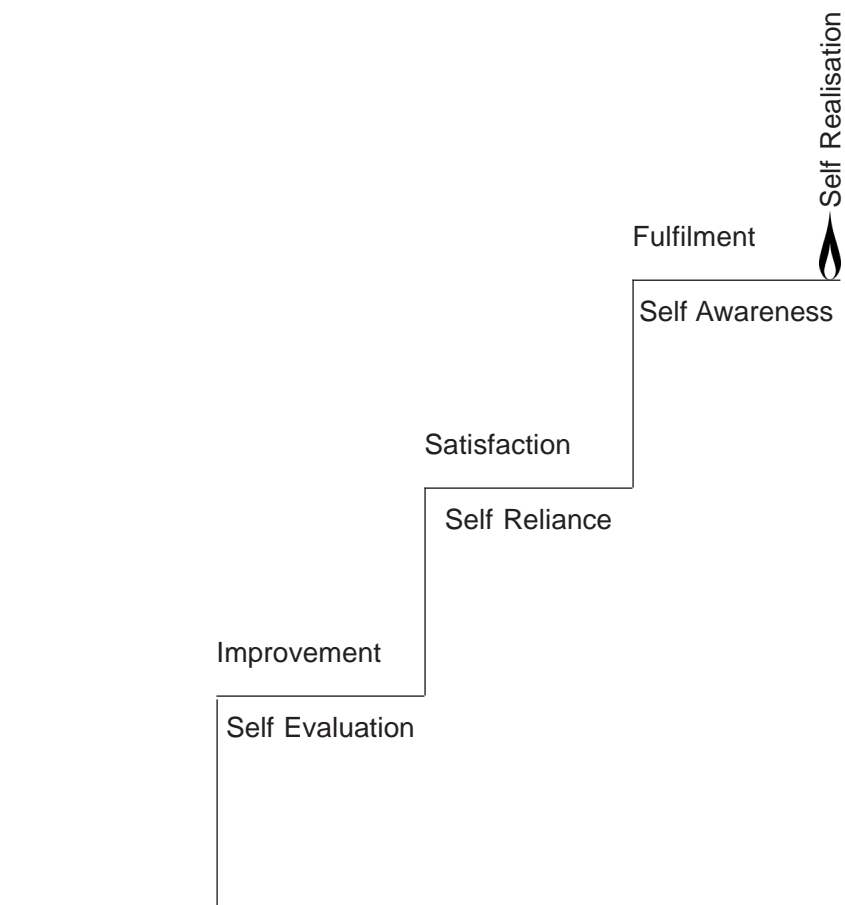 Self Realisation
Fulfilment
Self Awareness
Satisfaction
Self Reliance
Improvement
Self Evaluation